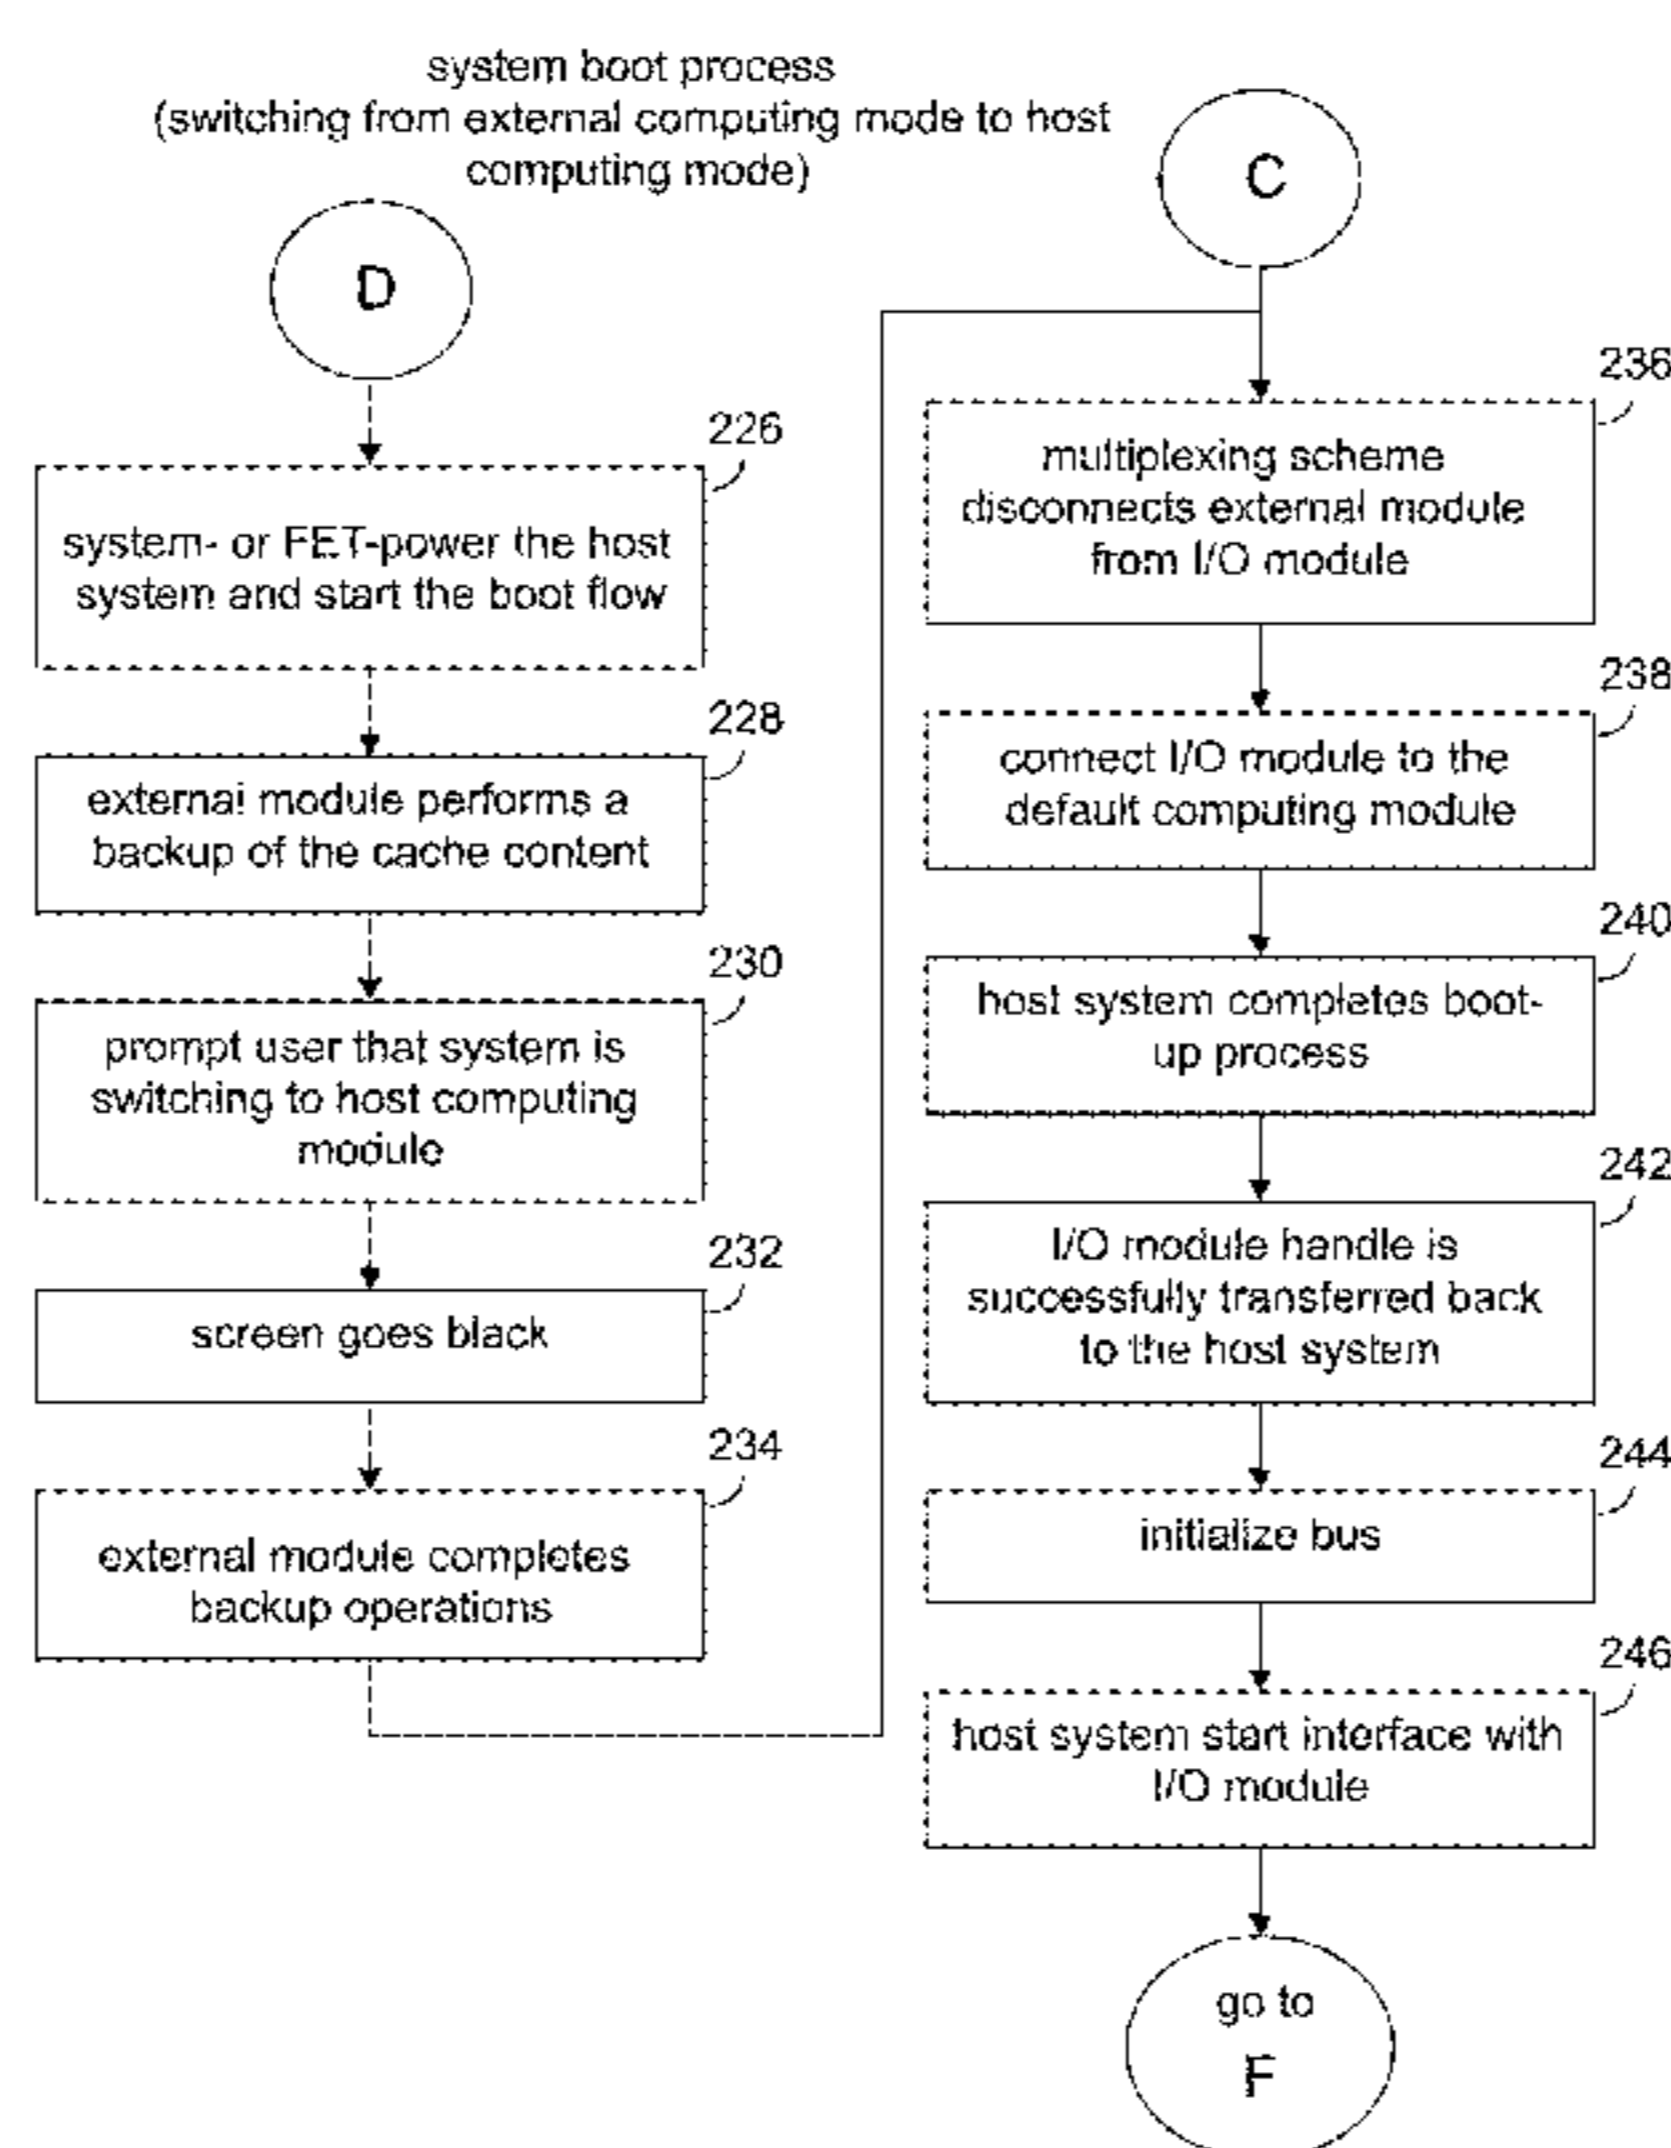 system boot process
(switching from external computing mode to host
computing mode)
D
226
system- or FET-power the host
system and start the boot flow
228
external module performs a
backup of the cache content
230
prompt user that system is
switching to host computing
module
232
screen goes black
234
external module completes
backup operations
C
236
multiplexing scheme
disconnects external module
from I/O module
238
connect I/O module to the
default computing module
240
host system completes boot-
up process
242
I/O module handle is
successfully transferred back
to the host system
244
initialize bus
246
host system start interface with
I/O module
go to
F